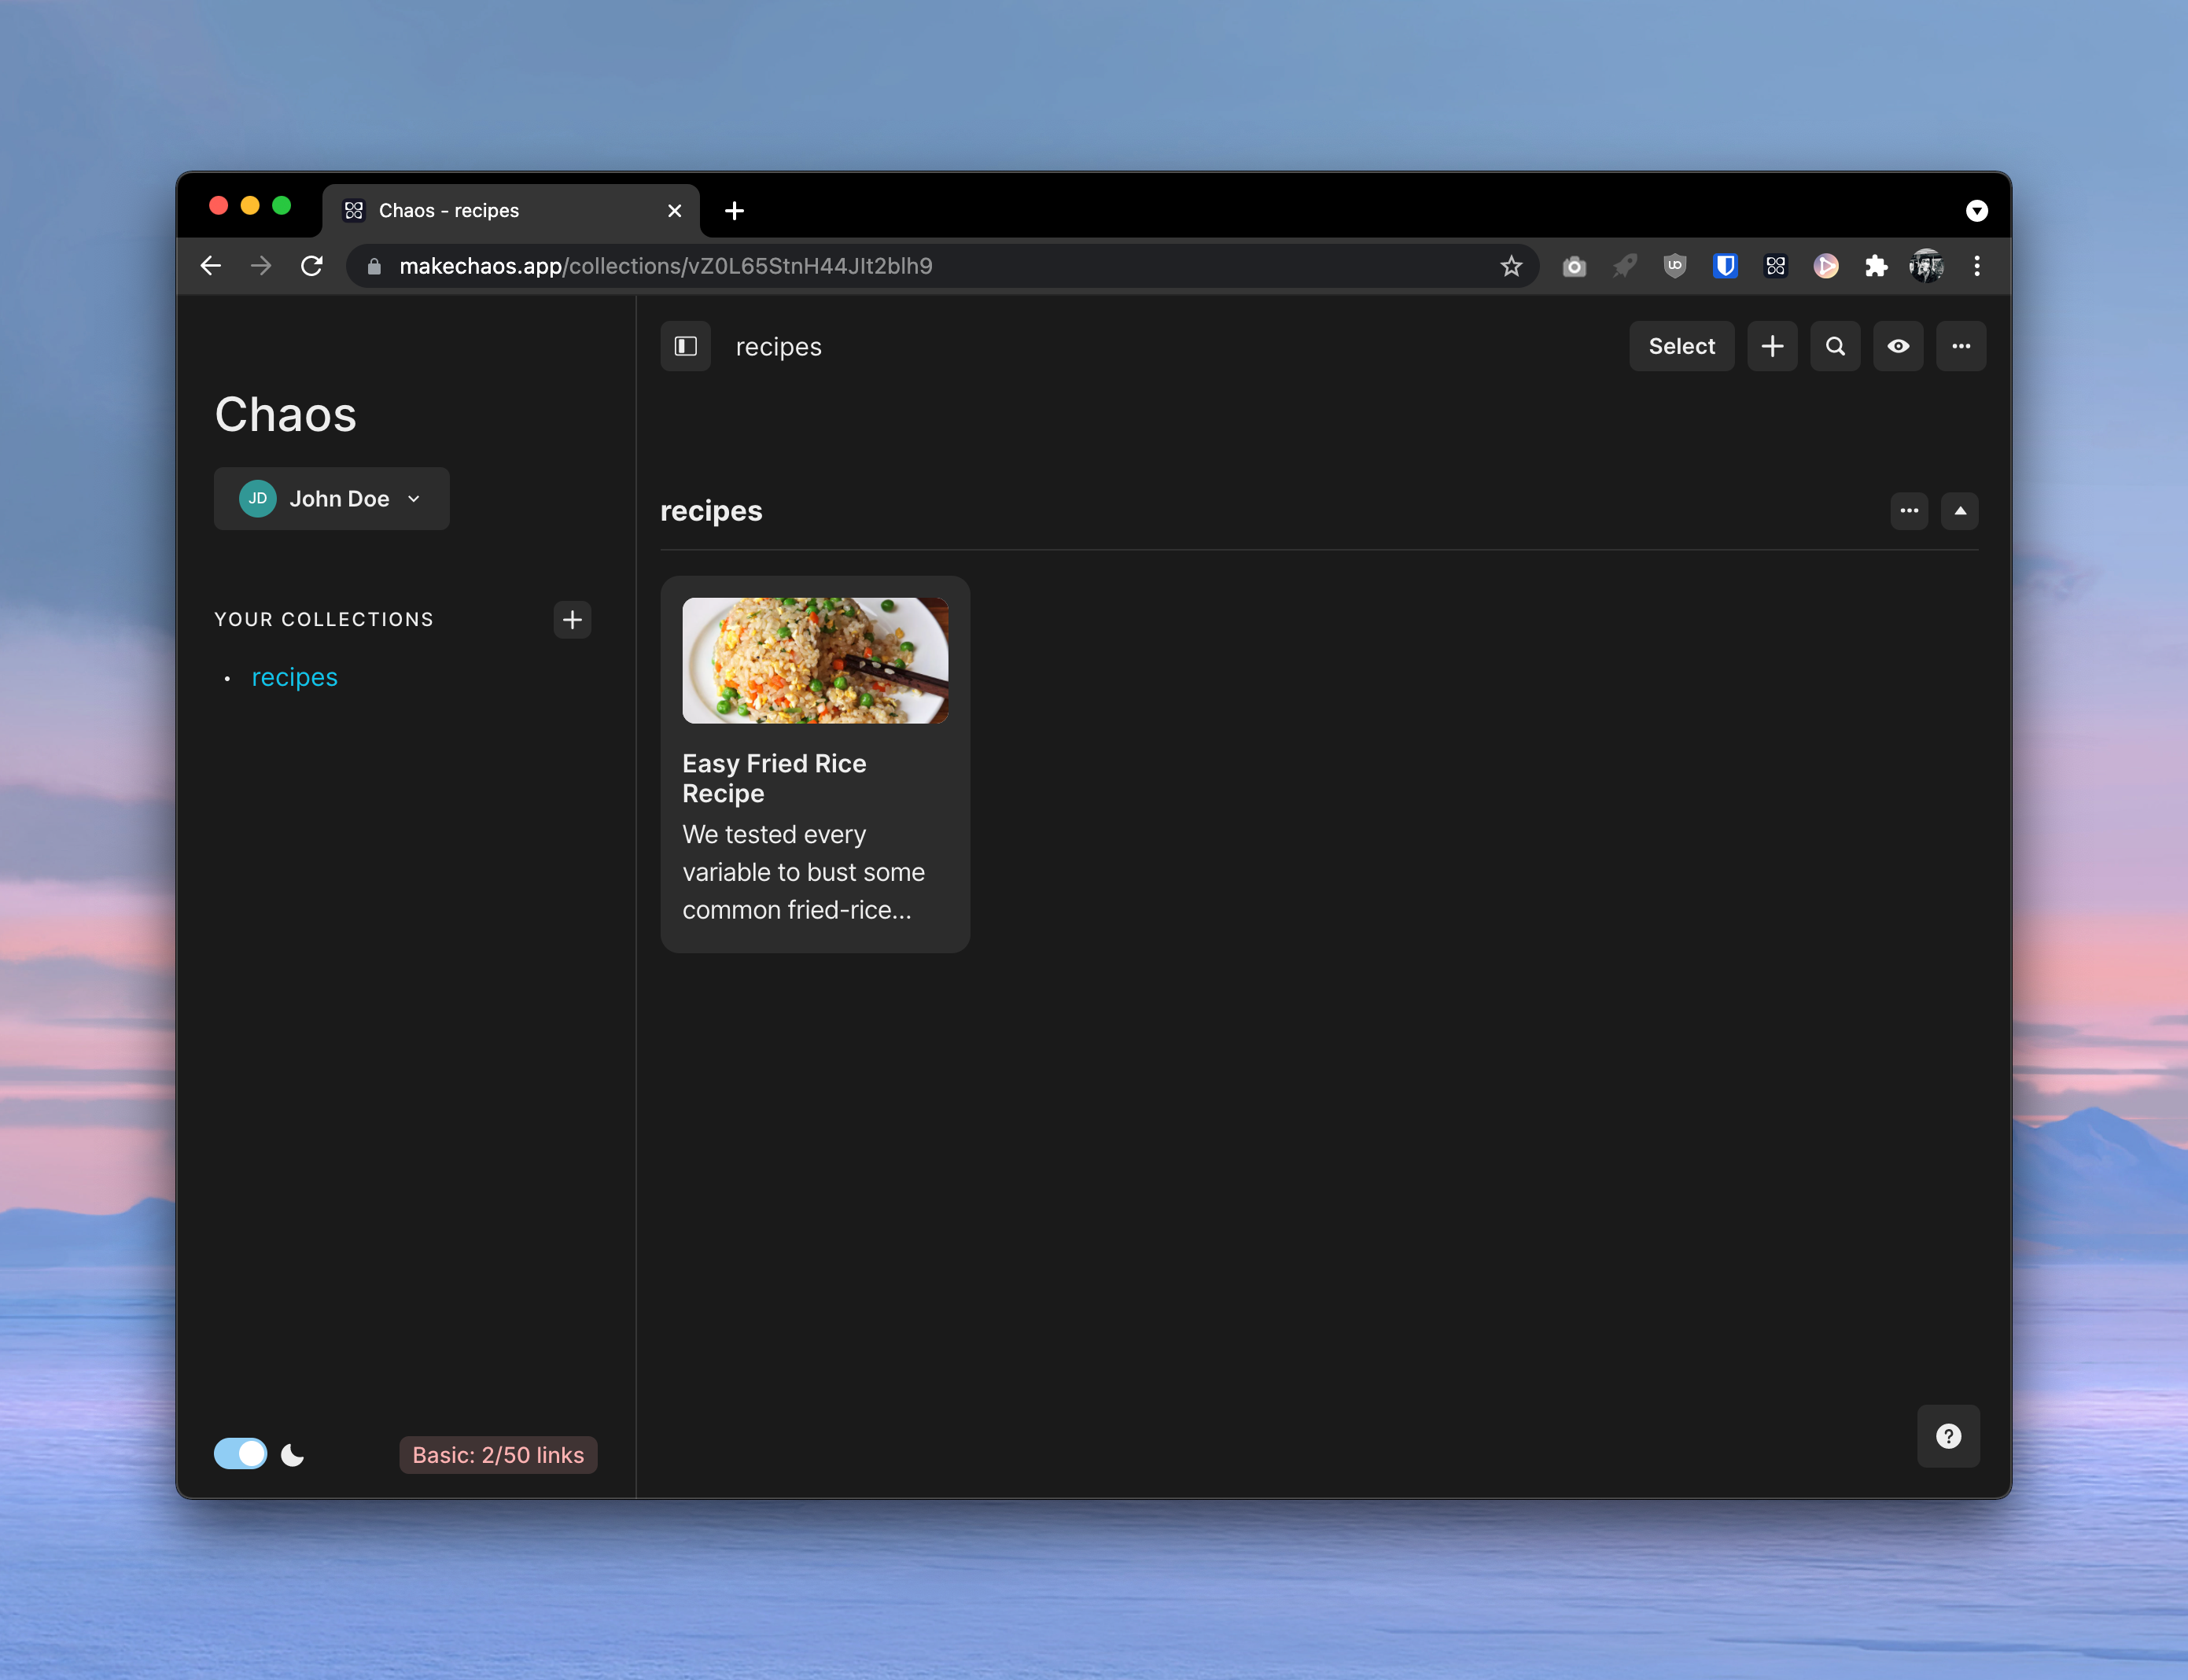 Chaos - recipes
makechaos.app/collections/vZ0L65StnH44JIt2blh9
recipes
Select
Chaos
JD John Doe
YOUR COLLECTIONS
• recipes
recipes
Easy Fried Rice
Recipe
We tested every
variable to bust some
common fried-rice...
Basic: 2/50 links
?